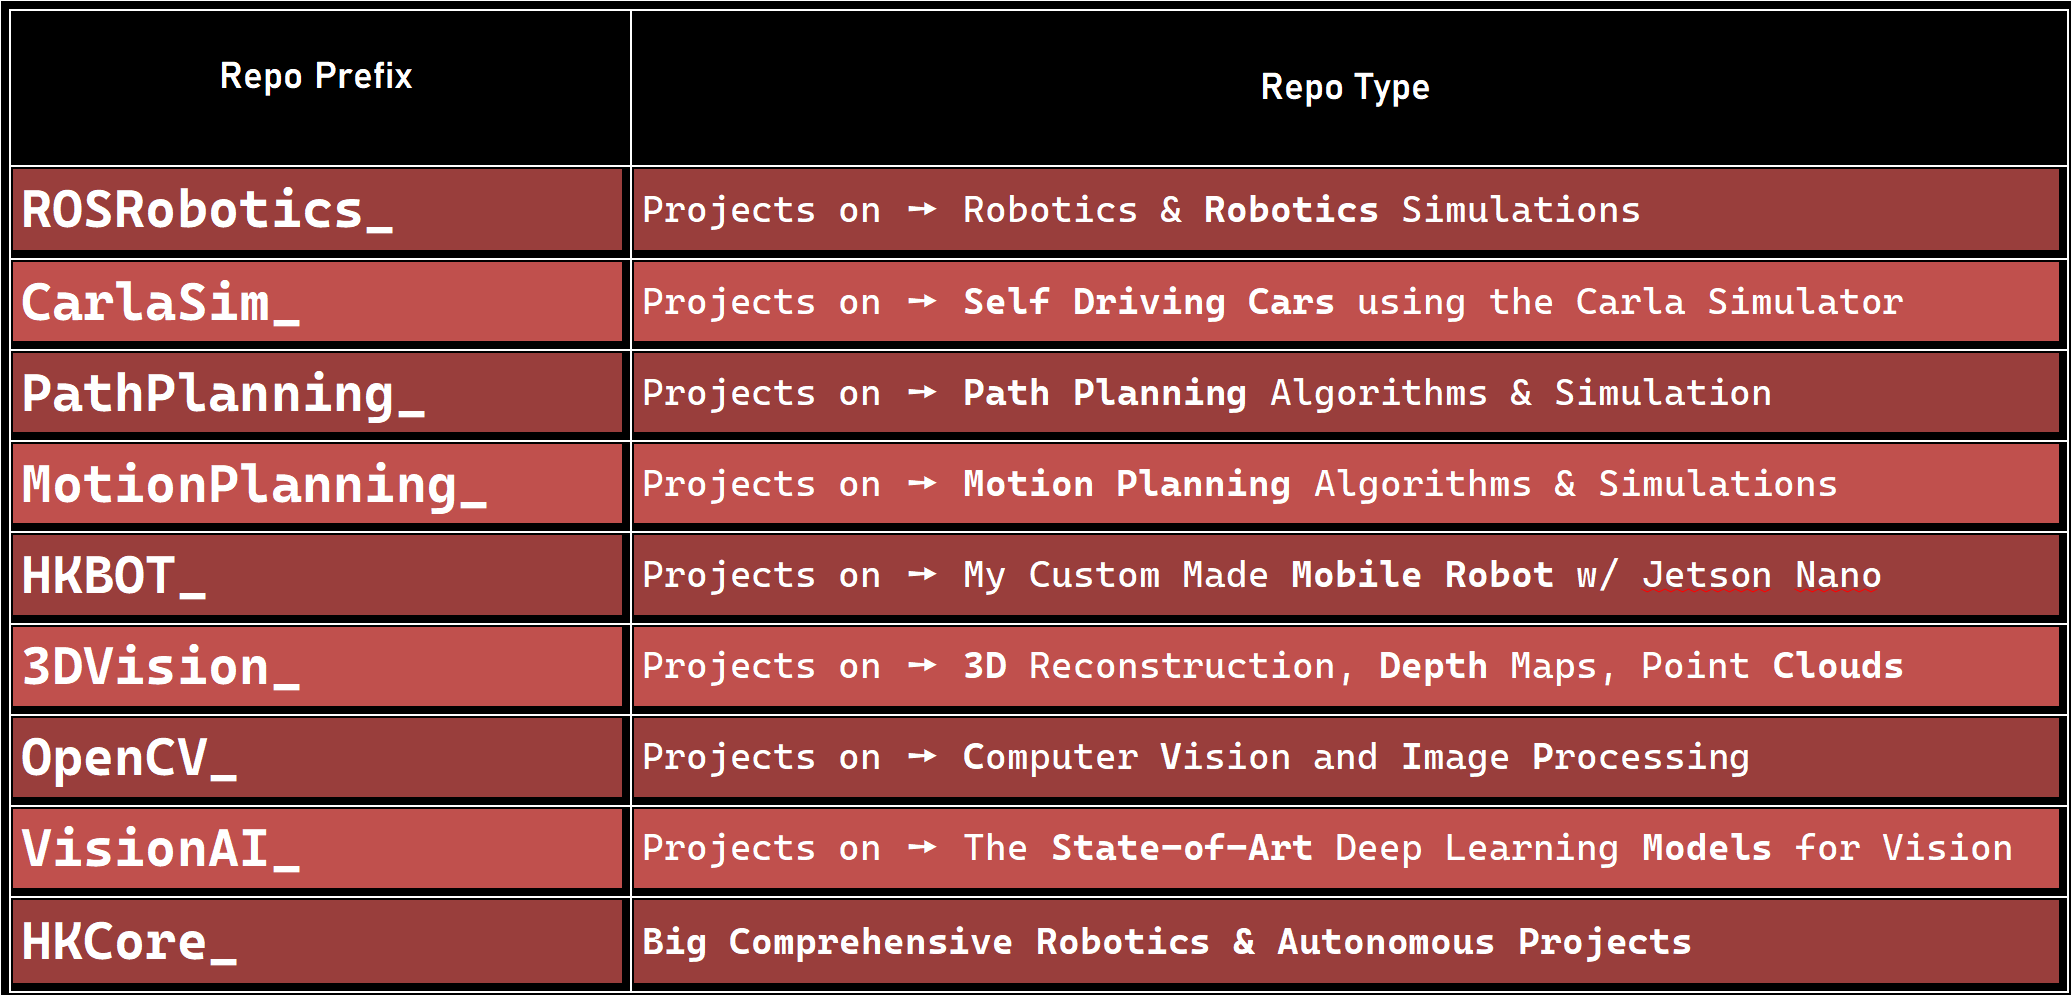 Repo Prefix
Repo Type
ROSRobotics_
Projects on → Robotics & Robotics Simulations
CarlaSim_
Projects on → Self Driving Cars using the Carla Simulator
PathPlanning_
Projects on → Path Planning Algorithms & Simulation
MotionPlanning_
Projects on → Motion Planning Algorithms & Simulations
HKBOT_
Projects on → My Custom Made Mobile Robot w/ Jetson Nano
3DVision_
Projects on → 3D Reconstruction, Depth Maps, Point Clouds
OpenCV_
Projects on → Computer Vision and Image Processing
VisionAI_
Projects on → The State-of-Art Deep Learning Models for Vision
HKCore_
Big Comprehensive Robotics & Autonomous Projects